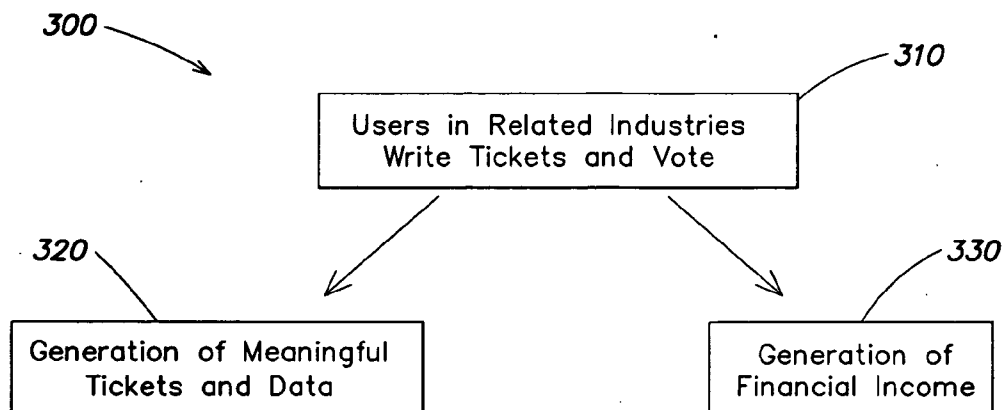 300
310
Users in Related Industries
Write Tickets and Vote
320
330
Generation of Meaningful
Tickets and Data
Generation of
Financial Income